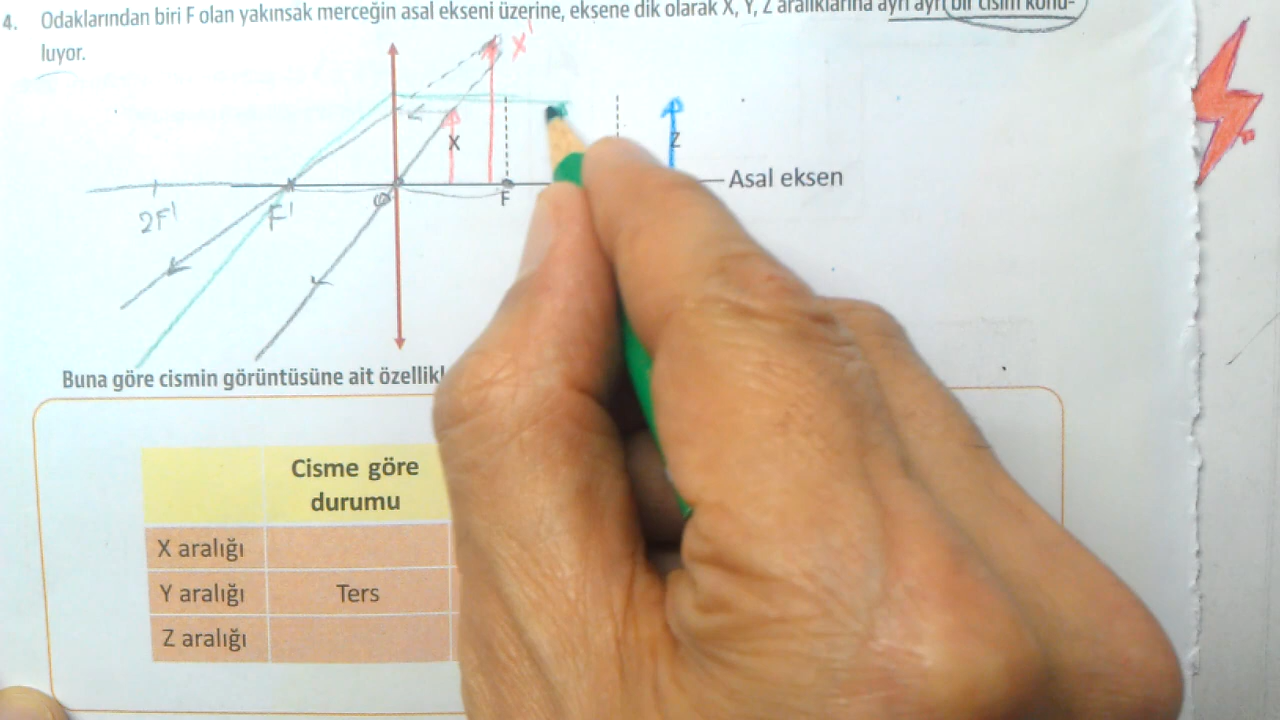 4. Odaklarından biri F olan yakınsak merceğin asal ekseni üzerine, eksene dik olarak X, Y, Z aralıklarına ayrı ayrı bir cisim konu-
luyor.
X'
X
Z
Asal eksen
2F'
F'
O
F
Buna göre cismin görüntüsüne ait
Cisme göre
durumu
X aralığı
Y aralığı Ters
Z aralığı